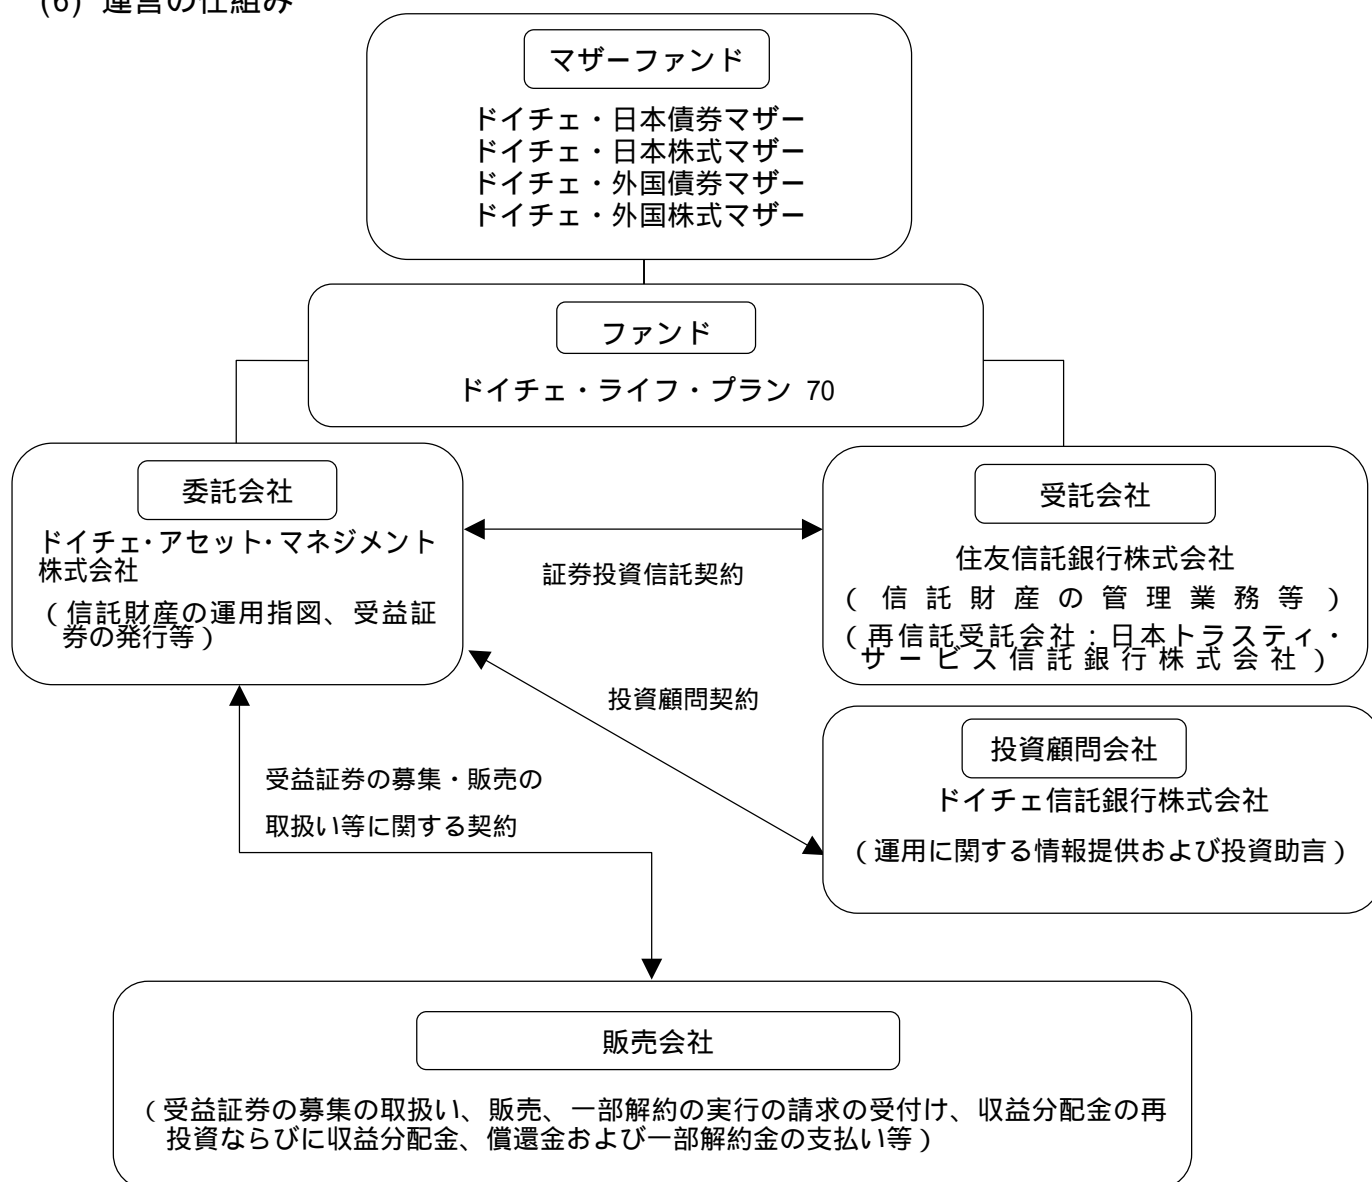 (6) 運営の仕組み
マザーファンド
ドイチェ・日本債券マザー
ドイチェ・日本株式マザー
ドイチェ・外国債券マザー
ドイチェ・外国株式マザー
ファンド
ドイチェ・ライフ・プラン 70
委託会社
ドイチェ・アセット・マネジメント
株式会社
(信託財産の運用指図、受益証
券の発行等)
証券投資信託契約
受託会社
住友信託銀行株式会社
(信託財産の管理業務等)
(再信託受託会社:日本トラスティ・
サービス信託銀行株式会社)
投資顧問契約
投資顧問会社
ドイチェ信託銀行株式会社
(運用に関する情報提供および投資助言)
受益証券の募集・販売の
取扱い等に関する契約
販売会社
(受益証券の募集の取扱い、販売、一部解約の実行の請求の受付け、収益分配金の再
投資ならびに収益分配金、償還金および一部解約金の支払い等)